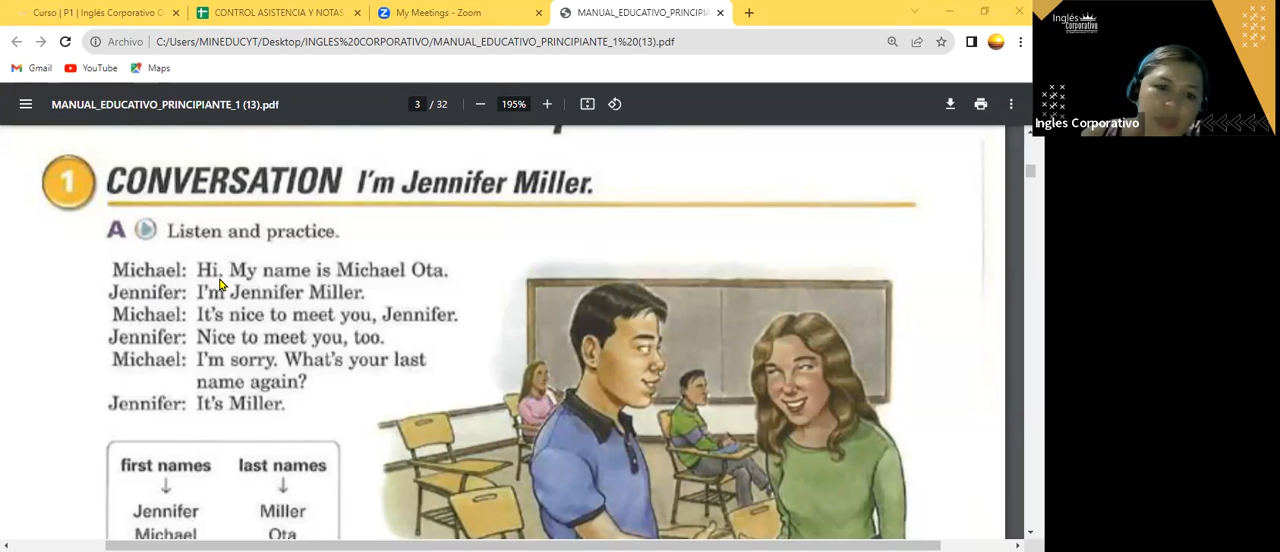 Curso | P1 | Inglés Corporativo C
CONTROL ASISTENCIA Y NOTAS
My Meetings - Zoom
MANUAL_EDUCATIVO_PRINCIPIA
Archivo
C:/Users/MINEDUCYT/Desktop/INGLES%20CORPORATIVO/MANUAL_EDUCATIVO_PRINCIPIANTE_1%20(13).pdf
Gmail
YouTube
Maps
MANUAL_EDUCATIVO_PRINCIPIANTE_1 (13).pdf
3 / 32
195%
Inglés
Corporativo
Inglés Corporativo
1 CONVERSATION I'm Jennifer Miller.
A Listen and practice.
Michael: Hi. My name is Michael Ota.
Jennifer: I'm Jennifer Miller.
Michael: It's nice to meet you, Jennifer.
Jennifer: Nice to meet you, too.
Michael: I'm sorry. What's your last
name again?
Jennifer: It's Miller.
first names last names
Jennifer Miller
Michael Ota